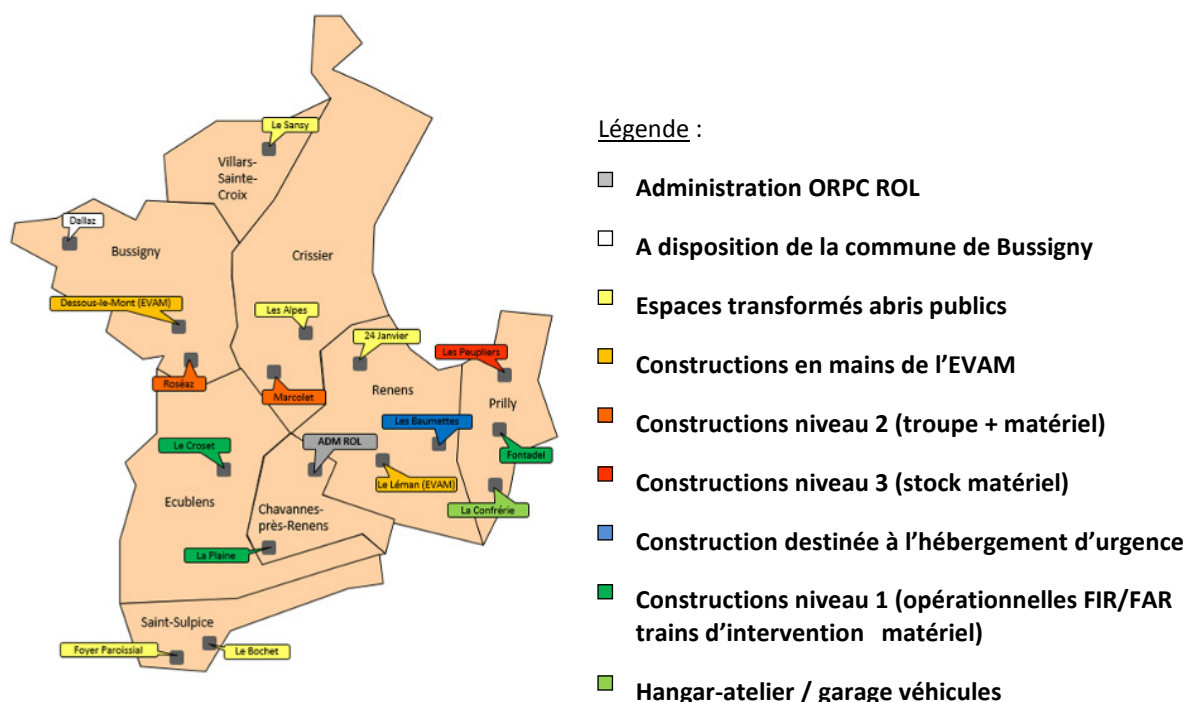 Le Sansy
Villars-
Sainte-
Croix
Dallaz
Bussigny
Crissier
Dessous-le-Mont (EVAM)
Les Alpes
24 Janvier
Les Peupliers
Roséaz
Marcolet
Renens
Prilly
Les Baumettes
Le Croset
ADM ROL
Fontadel
Le Léman (EVAM)
Ecublens
Chavannes-
près-Renens
La Confrérie
La Plaine
Saint-Sulpice
Foyer Paroissial
Le Bochet
Légende :
Administration ORPC ROL
A disposition de la commune de Bussigny
Espaces transformés abris publics
Constructions en mains de l’EVAM
Constructions niveau 2 (troupe + matériel)
Constructions niveau 3 (stock matériel)
Construction destinée à l’hébergement d’urgence
Constructions niveau 1 (opérationnelles FIR/FAR
trains d’intervention matériel)
Hangar-atelier / garage véhicules